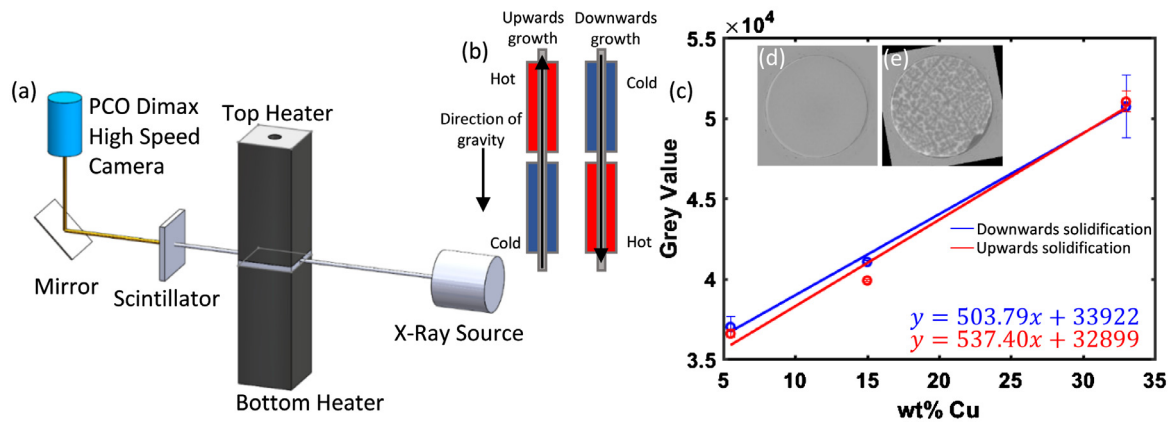 (a)
PCO Dimax
High Speed
Camera
Mirror
Scintillator
Top Heater
Bottom Heater
X-Ray Source
(b)
Upwards
growth
Downwards
growth
Hot
Cold
Direction of
gravity
Cold
Hot
(c)
×10⁴
5.5
5
4.5
4
3.5
Grey Value
(d)
(e)
Downwards solidification
Upwards solidification
y = 503.79x + 33922
y = 537.40x + 32899
5 10 15 20 25 30 35
wt% Cu